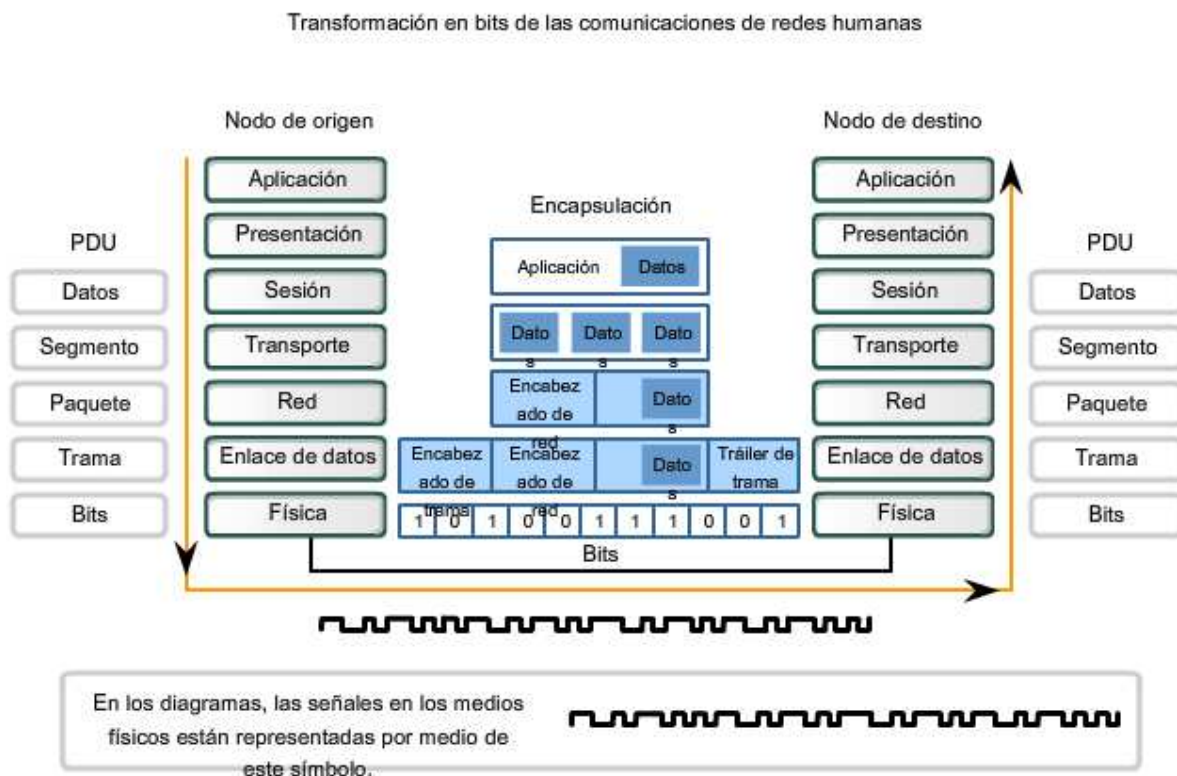 Transformación en bits de las comunicaciones de redes humanas
Nodo de origen
Nodo de destino
Aplicación
Aplicación
Encapsulación
Presentación
Presentación
PDU
PDU
Aplicación
Datos
Datos
Sesión
Sesión
Datos
Segmento
Transporte
Dato
s
Dato
s
Dato
s
Transporte
Segmento
Paquete
Red
Encabez
ado de
red
Dato
s
Red
Paquete
Trama
Enlace de datos
Encabez
ado de
trama
Encabez
ado de
red
Dato
s
Tráiler de
trama
Enlace de datos
Trama
Bits
Física
1 0 1 0 0 1 1 1 0 0 1
Física
Bits
Bits
En los diagramas, las señales en los medios
físicos están representadas por medio de
este símbolo.